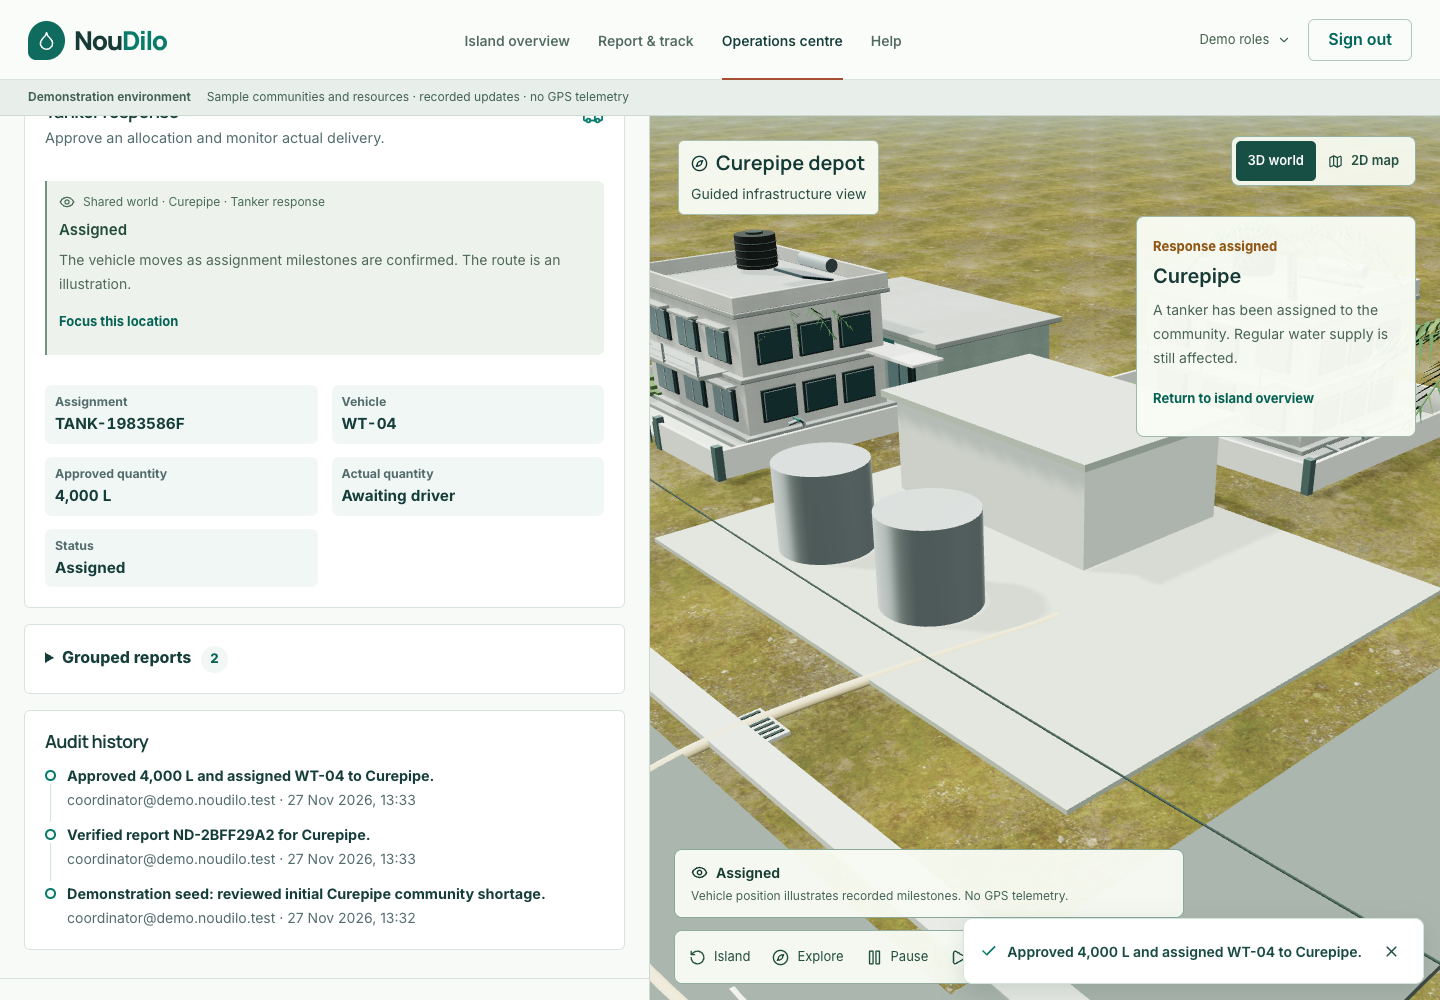 NouDilo
Island overview
Report & track
Operations centre
Help
Demo roles
Sign out
Demonstration environment
Sample communities and resources · recorded updates · no GPS telemetry
Tanker response
Approve an allocation and monitor actual delivery.
Shared world · Curepipe · Tanker response
Assigned
The vehicle moves as assignment milestones are confirmed. The route is an
illustration.
Focus this location
Assignment
TANK-1983586F
Vehicle
WT-04
Approved quantity
4,000 L
Actual quantity
Awaiting driver
Status
Assigned
Grouped reports 2
Audit history
Approved 4,000 L and assigned WT-04 to Curepipe.
coordinator@demo.noudilo.test · 27 Nov 2026, 13:33
Verified report ND-2BFF29A2 for Curepipe.
coordinator@demo.noudilo.test · 27 Nov 2026, 13:33
Demonstration seed: reviewed initial Curepipe community shortage.
coordinator@demo.noudilo.test · 27 Nov 2026, 13:32
Curepipe depot
Guided infrastructure view
3D world
2D map
Response assigned
Curepipe
A tanker has been assigned to the
community. Regular water supply is
still affected.
Return to island overview
Assigned
Vehicle position illustrates recorded milestones. No GPS telemetry.
Island
Explore
Pause
Approved 4,000 L and assigned WT-04 to Curepipe.